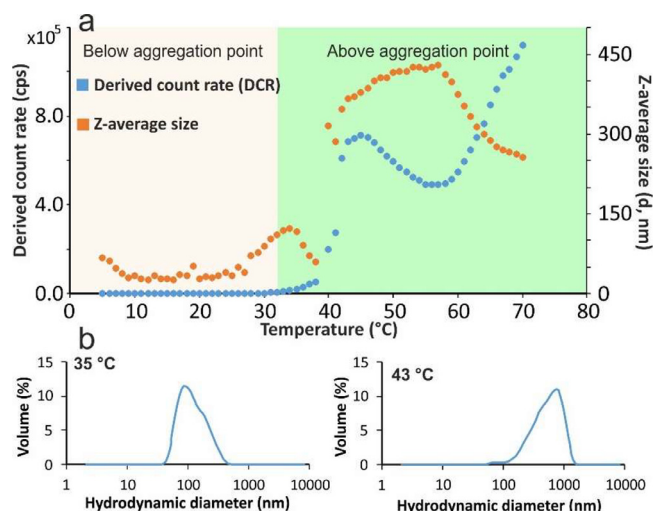 a
x10⁵
Below aggregation point
Above aggregation point
Derived count rate (DCR)
Z-average size
Derived count rate (cps)
8.0
4.0
0.0
450
300
150
0
Z-average size (d, nm)
0 10 20 30 40 50 60 70 80
Temperature (°C)
b
35 °C
15
10
5
0
Volume (%)
1 10 100 1000 10000
Hydrodynamic diameter (nm)
43 °C
15
10
5
0
Volume (%)
1 10 100 1000 10000
Hydrodynamic diameter (nm)